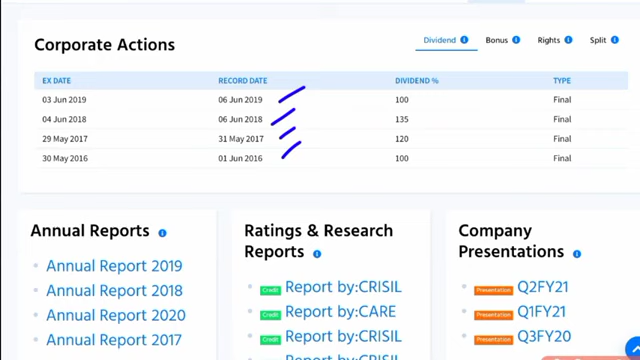 Corporate Actions
Dividend Bonus Rights Split
EX DATE RECORD DATE DIVIDEND % TYPE
03 Jun 2019 06 Jun 2019 100 Final
04 Jun 2018 06 Jun 2018 135 Final
29 May 2017 31 May 2017 120 Final
30 May 2016 01 Jun 2016 100 Final
Annual Reports
Annual Report 2019
Annual Report 2018
Annual Report 2020
Annual Report 2017
Ratings & Research
Reports
Credit Report by:CRISIL
Credit Report by:CARE
Credit Report by:CRISIL
Report by:CRISIL
Company
Presentations
Presentation Q2FY21
Presentation Q1FY21
Presentation Q3FY20